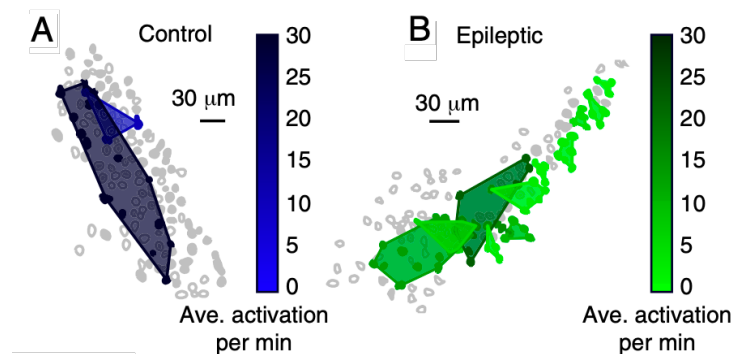 A
Control
30 μm
30
25
20
15
10
5
0
Ave. activation
per min
B
Epileptic
30 μm
30
25
20
15
10
5
0
Ave. activation
per min